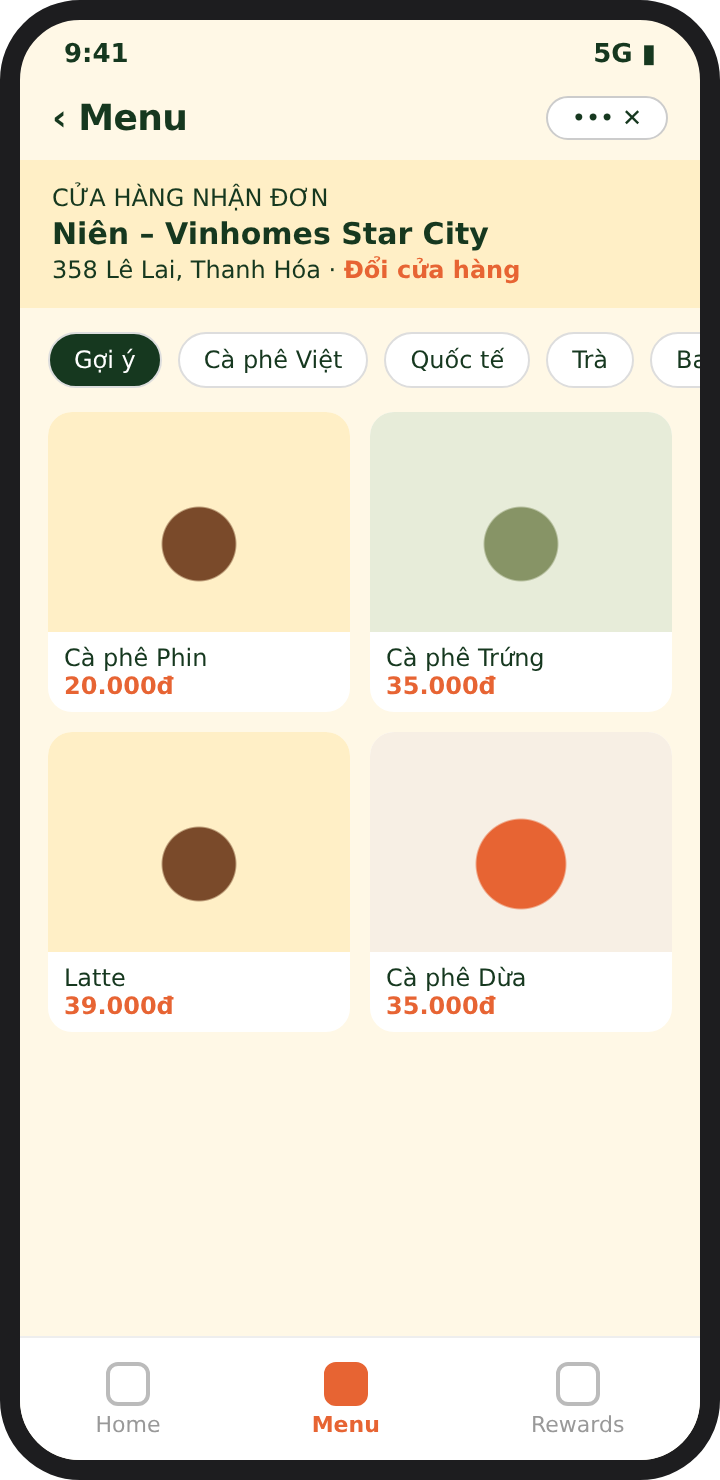 9:41
5G
‹ Menu
••• ✕
CỬA HÀNG NHẬN ĐƠN
Niên – Vinhomes Star City
358 Lê Lai, Thanh Hóa · Đổi cửa hàng
Gợi ý
Cà phê Việt
Quốc tế
Trà
Cà phê Phin
20.000đ
Cà phê Trứng
35.000đ
Latte
39.000đ
Cà phê Dừa
35.000đ
Home
Menu
Rewards